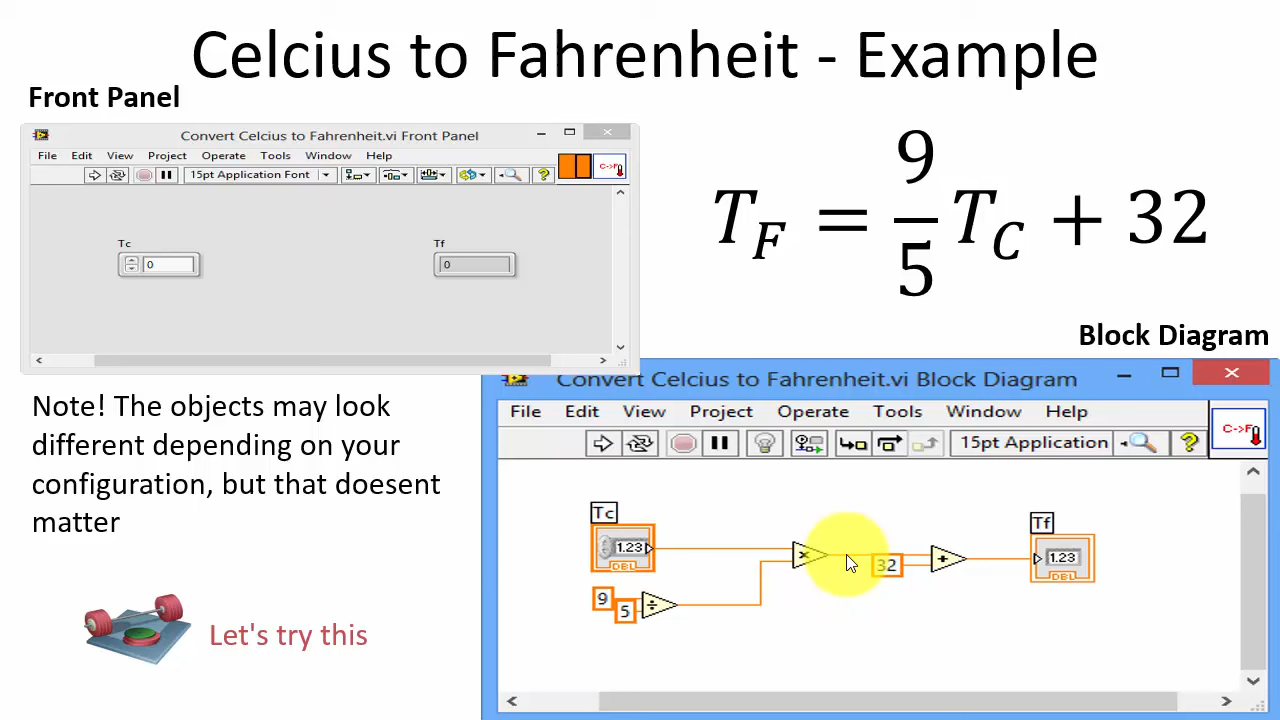 Celcius to Fahrenheit - Example
Front Panel
Convert Celcius to Fahrenheit.vi Front Panel
File Edit View Project Operate Tools Window Help
15pt Application Font
C->F
Tc
0
Tf
0
T_F = 9/5 T_C + 32
Block Diagram
Convert Celcius to Fahrenheit.vi Block Diagram
File Edit View Project Operate Tools Window Help
15pt Application
C->F
Tc
1.23
DBL
9
5
÷
×
32
+
Tf
1.23
DBL
Note! The objects may look
different depending on your
configuration, but that doesent
matter
Let's try this